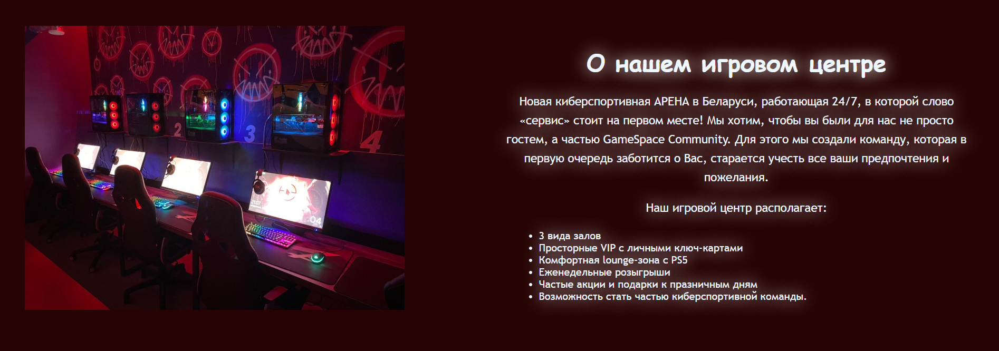 О нашем игровом центре
Новая киберспортивная АРЕНА в Беларуси, работающая 24/7, в которой слово
«сервис» стоит на первом месте! Мы хотим, чтобы вы были для нас не просто
гостем, а частью GameSpace Community. Для этого мы создали команду, которая в
первую очередь заботится о Вас, старается учесть все ваши предпочтения и
пожелания.
Наш игровой центр располагает:
• 3 вида залов
• Просторные VIP с личными ключ-картами
• Комфортная lounge-зона с PS5
• Еженедельные розыгрыши
• Частые акции и подарки к празничным дням
• Возможность стать частью киберспортивной команды.
2
3
4
21:07
04